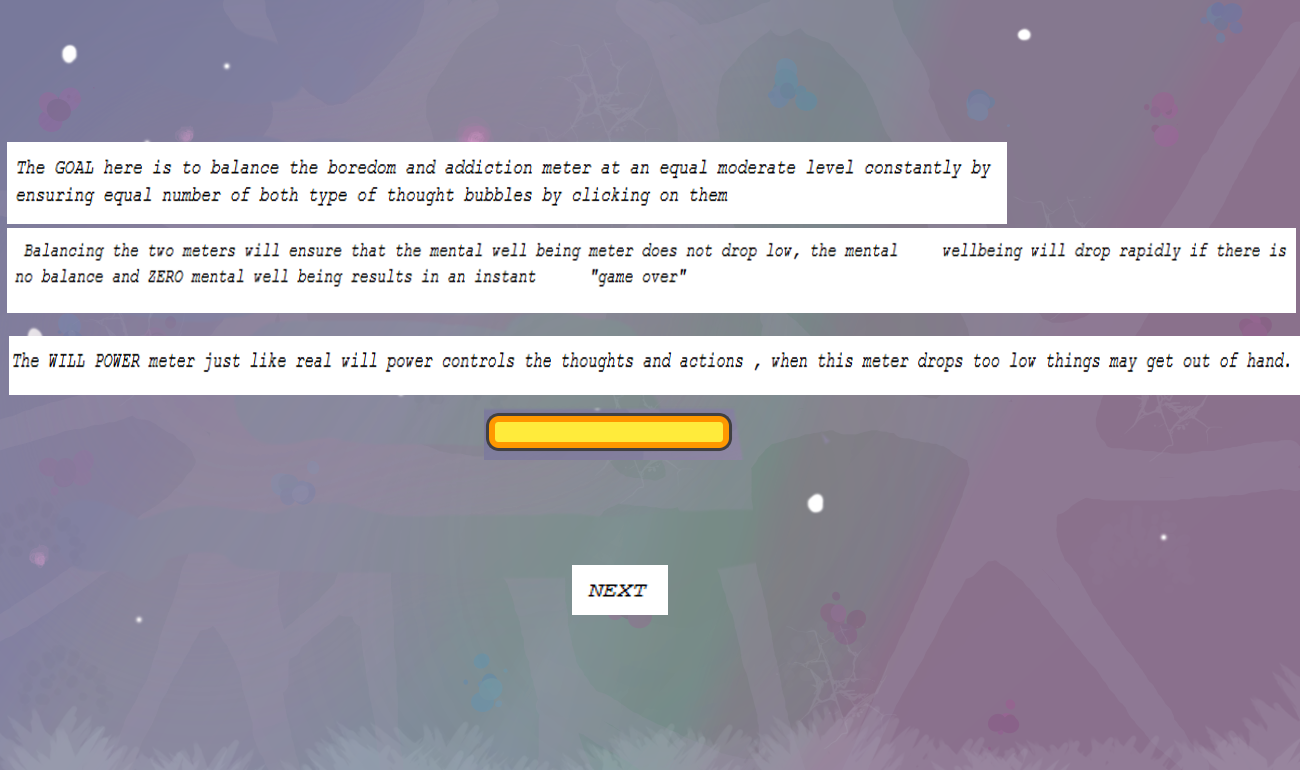 The GOAL here is to balance the boredom and addiction meter at an equal moderate level constantly by
ensuring equal number of both type of thought bubbles by clicking on them
Balancing the two meters will ensure that the mental well being meter does not drop low, the mental wellbeing will drop rapidly if there is
no balance and ZERO mental well being results in an instant "game over"
The WILL POWER meter just like real will power controls the thoughts and actions , when this meter drops too low things may get out of hand.
NEXT